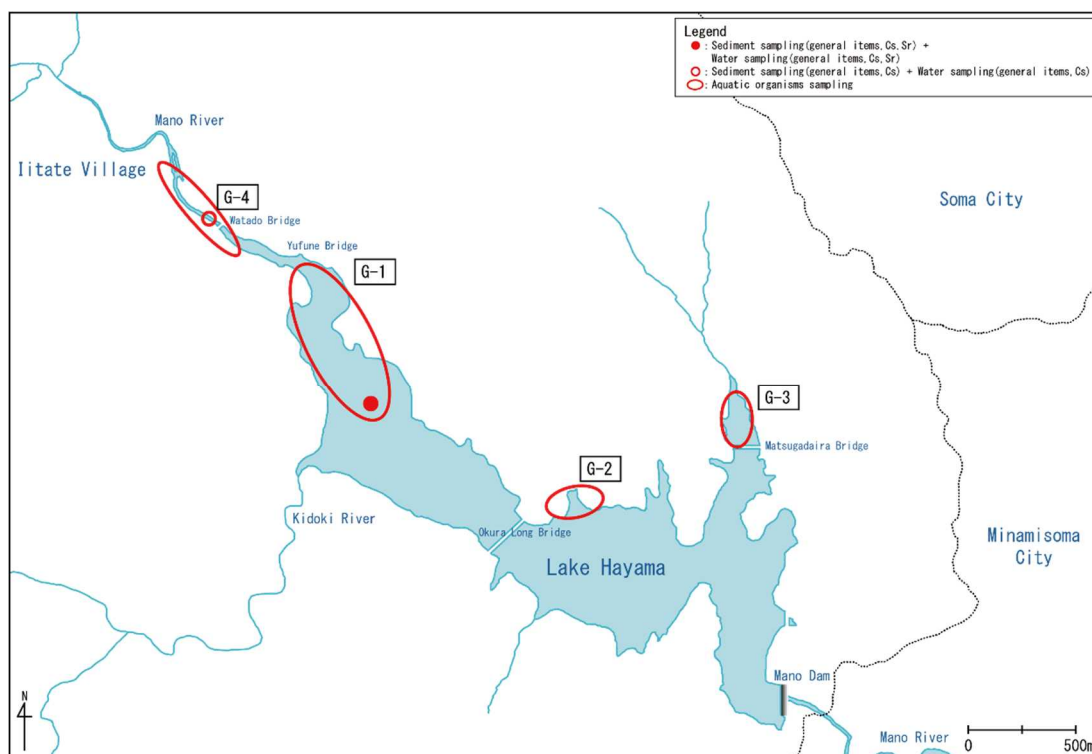 Legend
: Sediment sampling(general items,Cs,Sr) +
Water sampling(general items,Cs,Sr)
: Sediment sampling(general items,Cs) + Water sampling(general items,Cs)
: Aquatic organisms sampling
Mano River
Iitate Village
G-4
Watado Bridge
Yufune Bridge
G-1
Soma City
G-3
Matsugadaira Bridge
G-2
Kidoki River
Okura Long Bridge
Lake Hayama
Minamisoma
City
Mano Dam
N
Mano River
0
500m